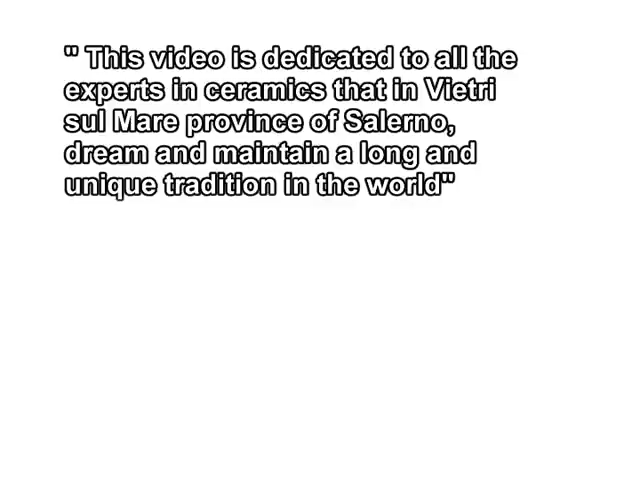 " This video is dedicated to all the
experts in ceramics that in Vietri
sul Mare province of Salerno,
dream and maintain a long and
unique tradition in the world"